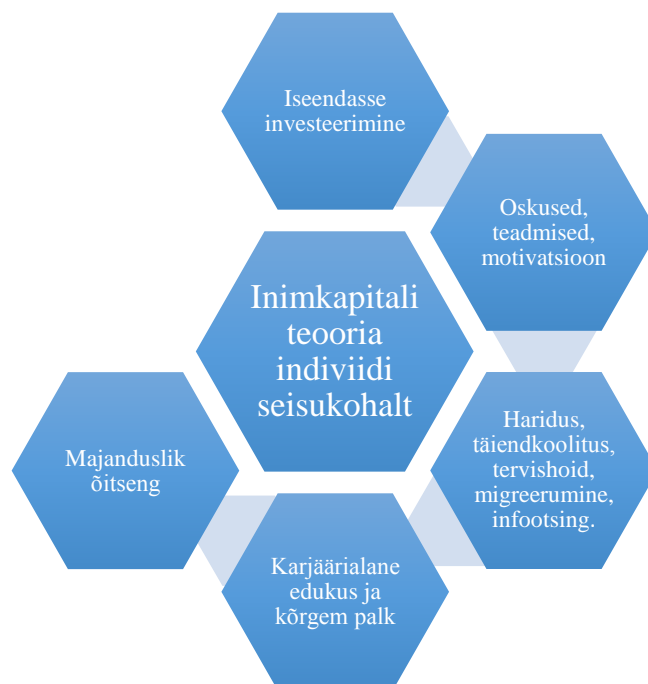 Iseendasse
investeerimine
Oskused,
teadmised,
motivatsioon
Inimkapitali
teooria
indiviidi
seisukohalt
Haridus,
täiendkoolitus,
tervishoid,
migreerumine,
infootsing.
Karjäärialane
edukus ja
kõrgem palk
Majanduslik
õitseng